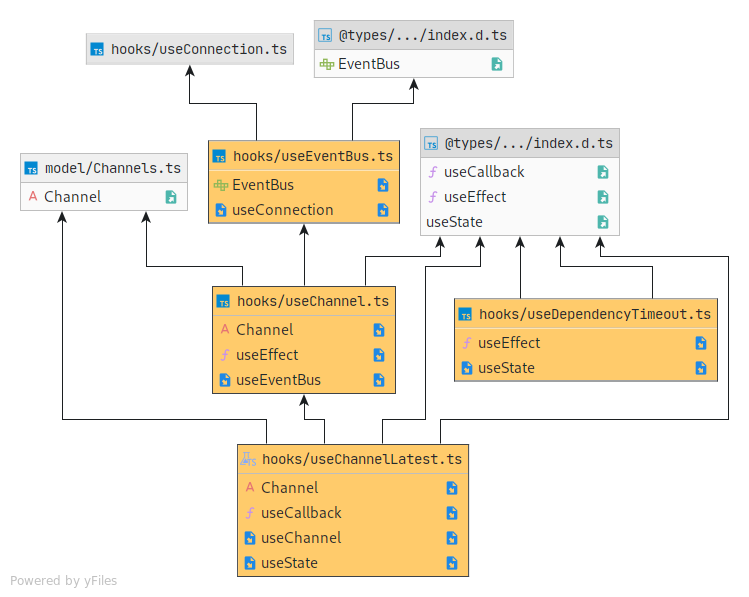 @types/.../index.d.ts
EventBus
hooks/useConnection.ts
@types/.../index.d.ts
useCallback
useEffect
useState
hooks/useEventBus.ts
EventBus
useConnection
model/Channels.ts
Channel
hooks/useChannel.ts
Channel
useEffect
useEventBus
hooks/useDependencyTimeout.ts
useEffect
useState
hooks/useChannelLatest.ts
Channel
useCallback
useChannel
useState
Powered by yFiles